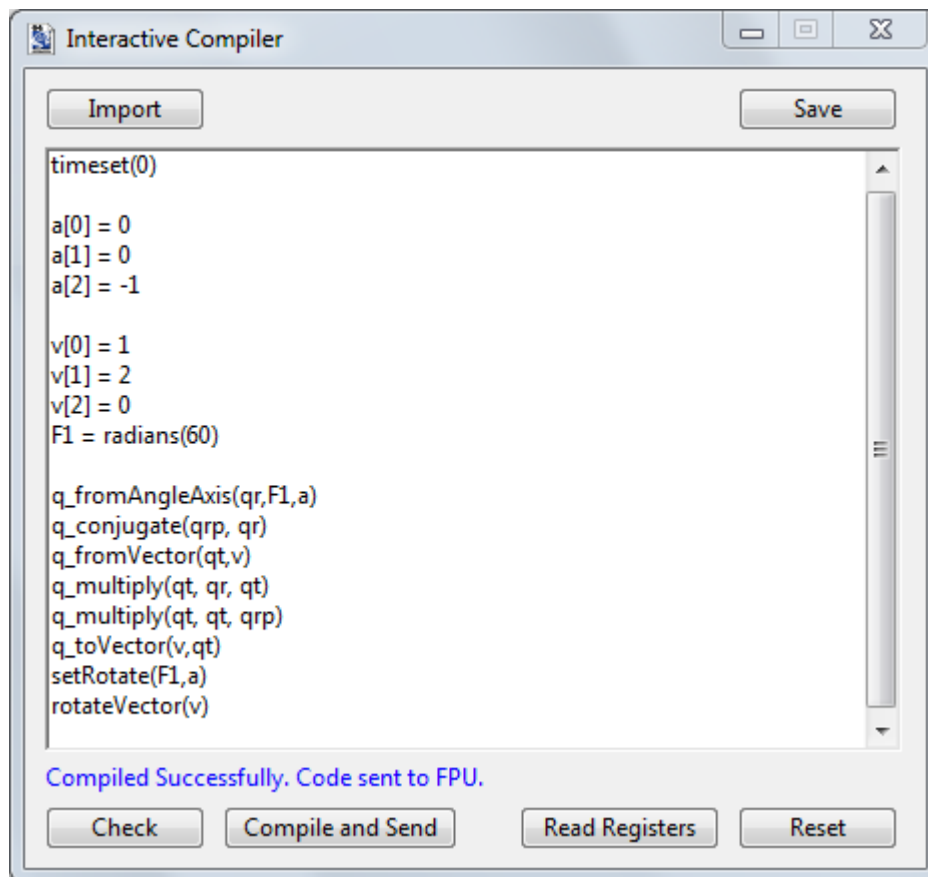 Interactive Compiler
Import
Save
timeset(0)
a[0] = 0
a[1] = 0
a[2] = -1
v[0] = 1
v[1] = 2
v[2] = 0
F1 = radians(60)
q_fromAngleAxis(qr,F1,a)
q_conjugate(qrp, qr)
q_fromVector(qt,v)
q_multiply(qt, qr, qt)
q_multiply(qt, qt, qrp)
q_toVector(v,qt)
setRotate(F1,a)
rotateVector(v)
Compiled Successfully. Code sent to FPU.
Check
Compile and Send
Read Registers
Reset